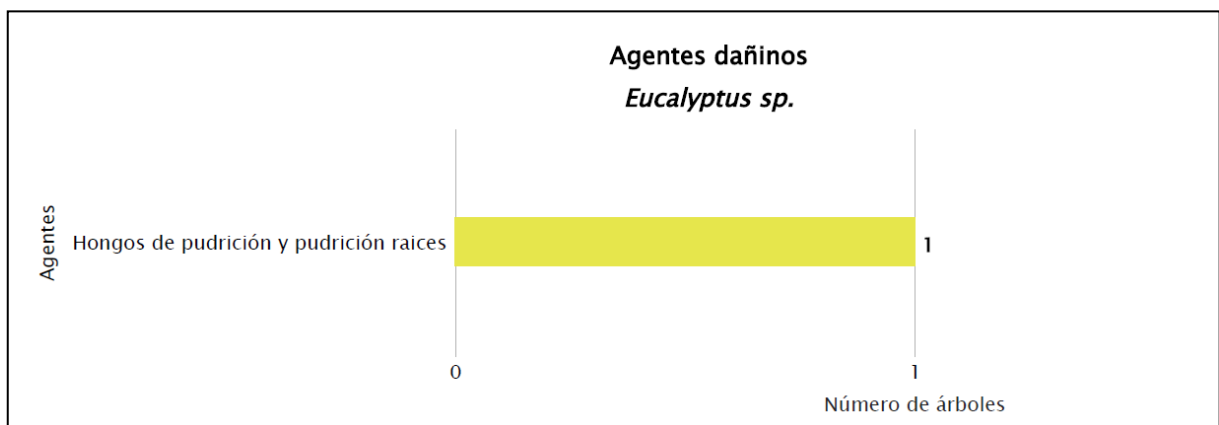 Agentes dañinos
Eucalyptus sp.
Agentes
Hongos de pudrición y pudrición raices
1
0
1
Número de árboles